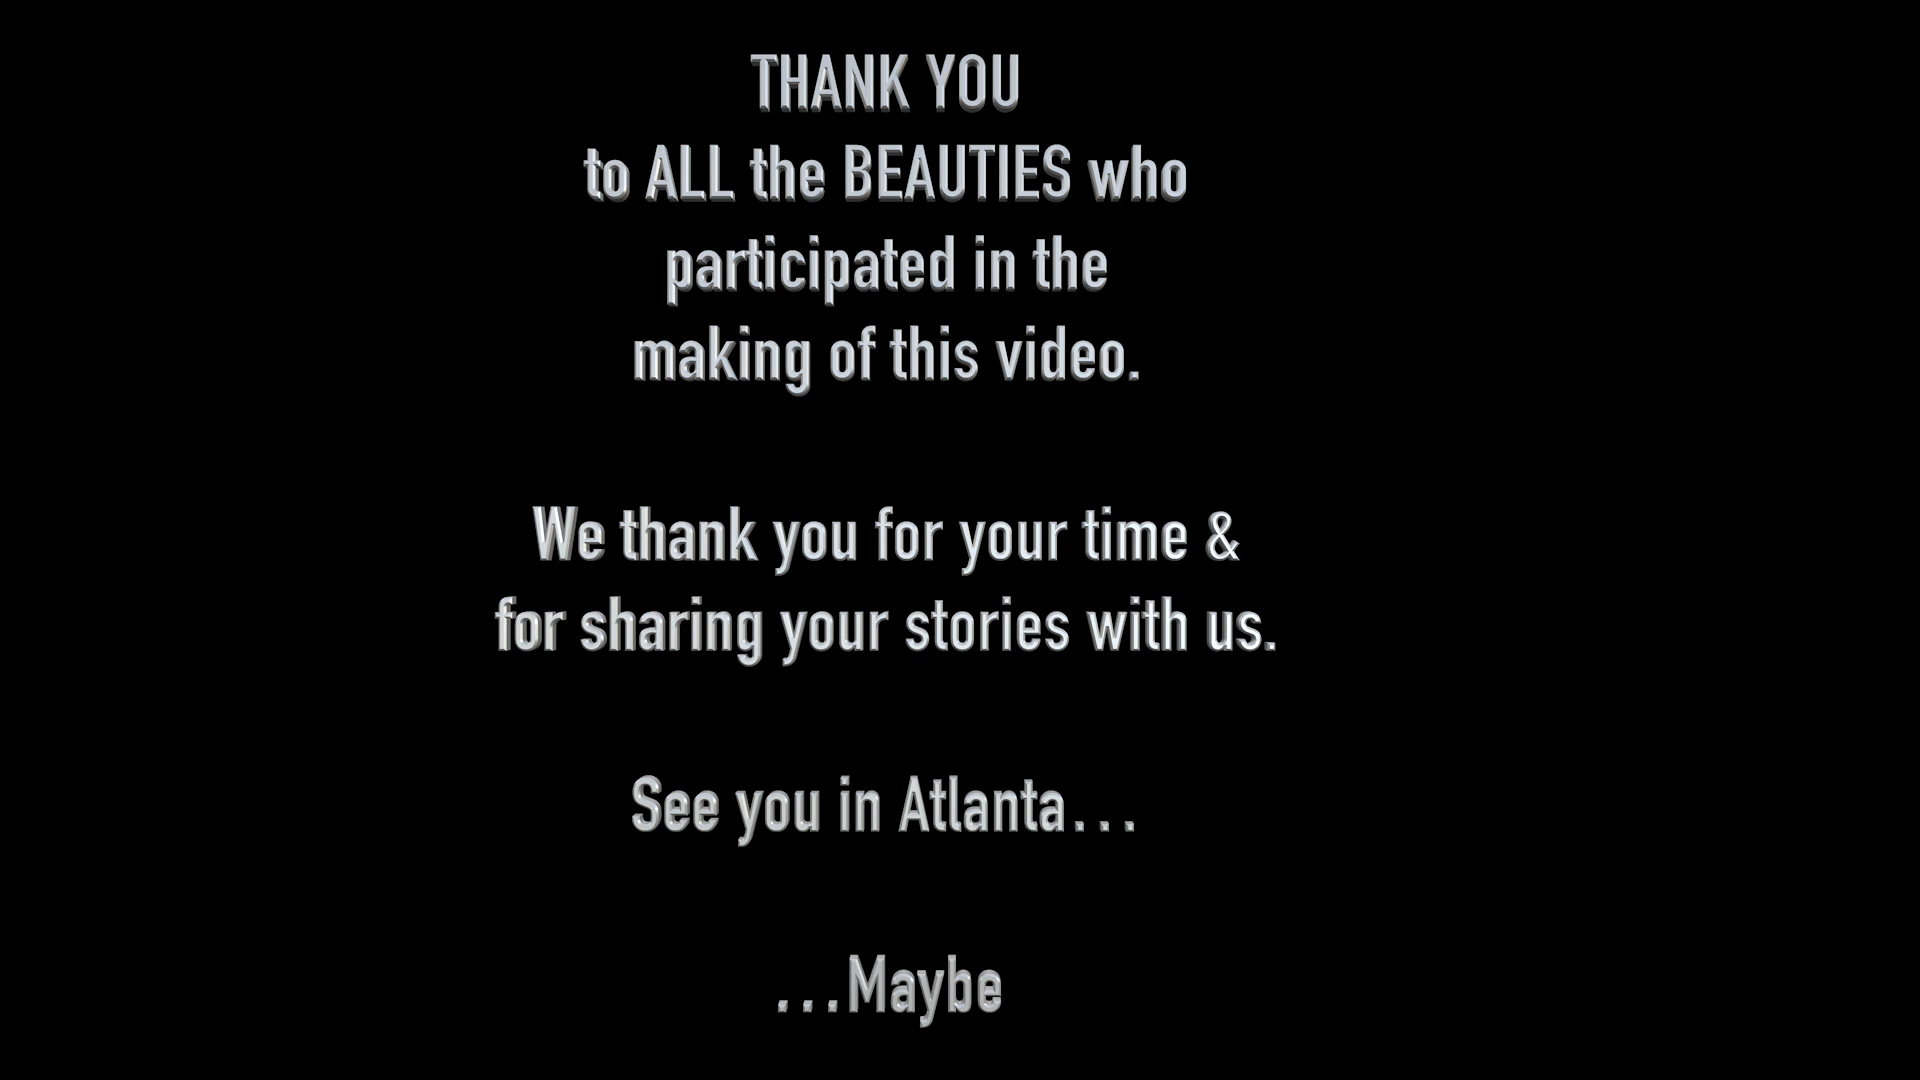 THANK YOU
to ALL the BEAUTIES who
participated in the
making of this video.
We thank you for your time &
for sharing your stories with us.
See you in Atlanta...
...Maybe